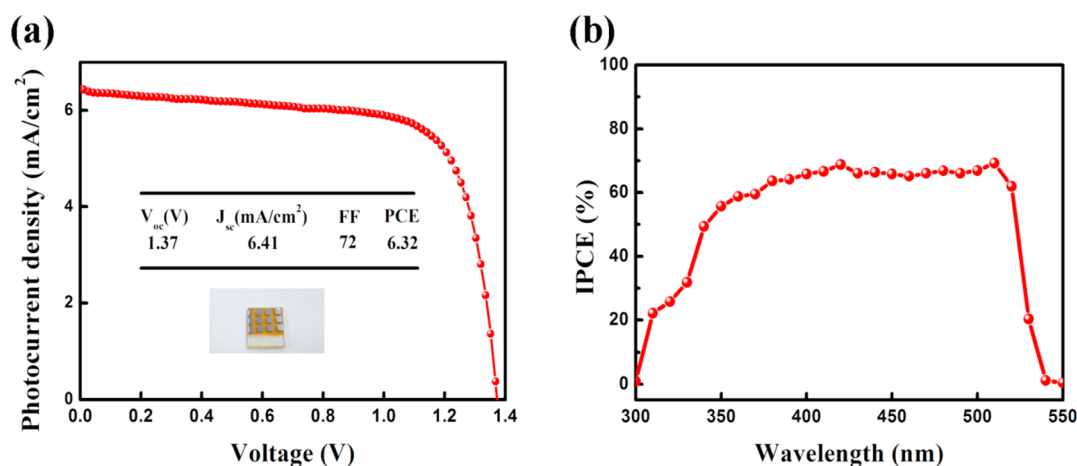 (a)
Photocurrent density (mA/cm²)
6
4
2
0
V_oc(V) J_sc(mA/cm²) FF PCE
1.37 6.41 72 6.32
0.0 0.2 0.4 0.6 0.8 1.0 1.2 1.4
Voltage (V)
(b)
IPCE (%)
100
80
60
40
20
0
300 350 400 450 500 550
Wavelength (nm)